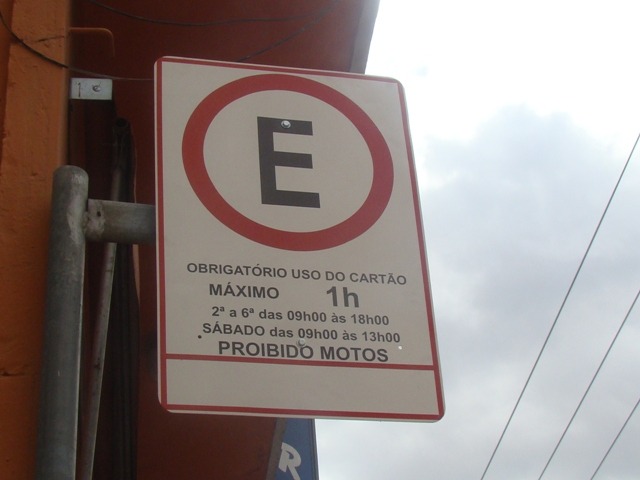 E
OBRIGATÓRIO USO DO CARTÃO
MÁXIMO 1h
2ª a 6ª das 09h00 às 18h00
SÁBADO das 09h00 às 13h00
PROIBIDO MOTOS
R